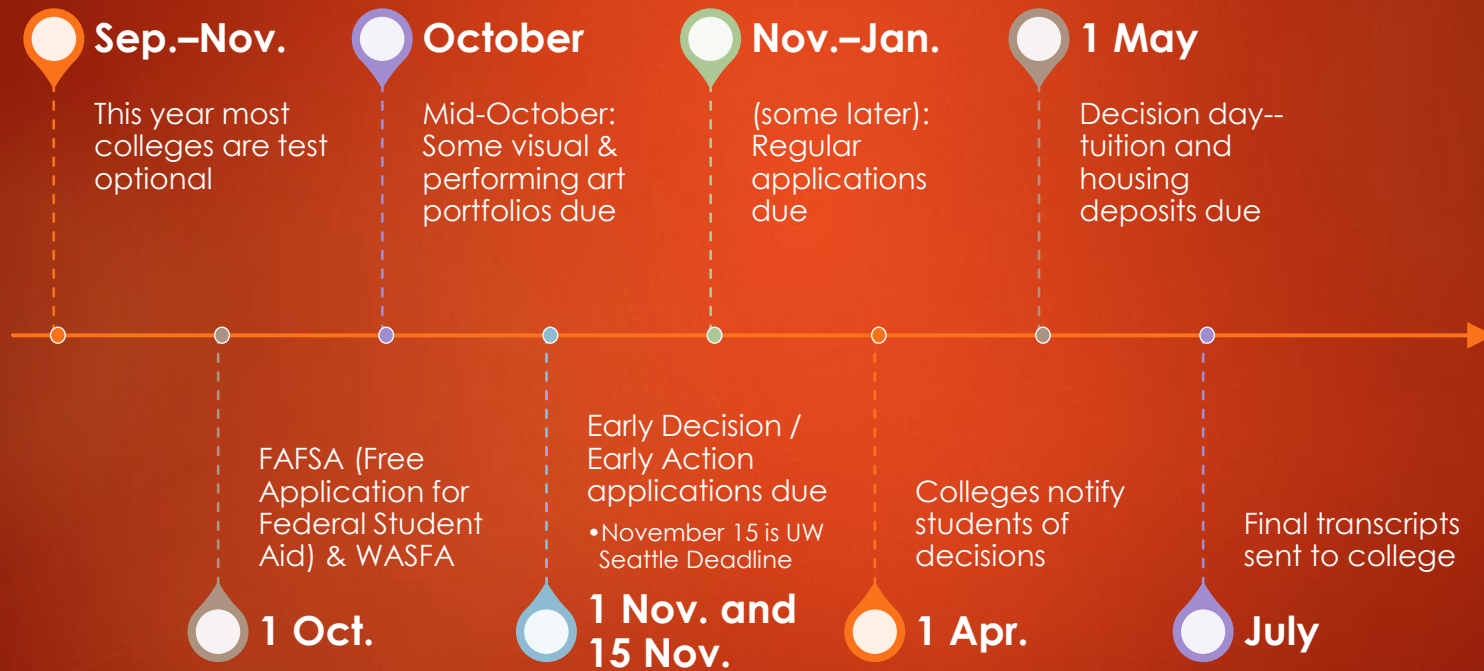 Sep.–Nov.
This year most
colleges are test
optional
October
Mid-October:
Some visual &
performing art
portfolios due
Nov.–Jan.
(some later):
Regular
applications
due
1 May
Decision day--
tuition and
housing
deposits due
FAFSA (Free
Application for
Federal Student
Aid) & WASFA
1 Oct.
Early Decision /
Early Action
applications due
•November 15 is UW
Seattle Deadline
1 Nov. and
15 Nov.
Colleges notify
students of
decisions
1 Apr.
Final transcripts
sent to college
July